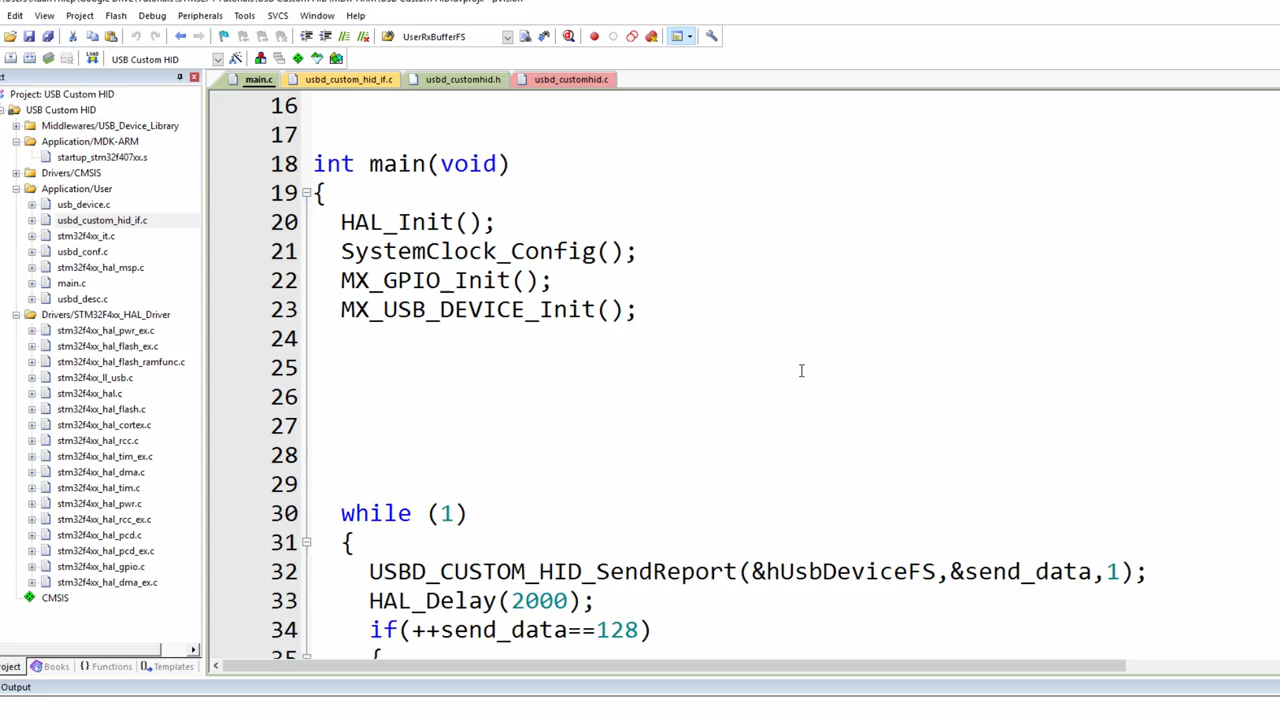 Edit View Project Flash Debug Peripherals Tools SVCS Window Help
UserRxBufferFS
USB Custom HID
main.c usbd_custom_hid_if.c usbd_customhid.h usbd_customhid.c
Project: USB Custom HID
USB Custom HID
Middlewares/USB_Device_Library
Application/MDK-ARM
startup_stm32f407xx.s
Drivers/CMSIS
Application/User
usb_device.c
usbd_custom_hid_if.c
stm32f4xx_it.c
usbd_conf.c
stm32f4xx_hal_msp.c
main.c
usbd_desc.c
Drivers/STM32F4xx_HAL_Driver
stm32f4xx_hal_pwr_ex.c
stm32f4xx_hal_flash_ex.c
stm32f4xx_hal_flash_ramfunc.c
stm32f4xx_ll_usb.c
stm32f4xx_hal.c
stm32f4xx_hal_flash.c
stm32f4xx_hal_cortex.c
stm32f4xx_hal_rcc.c
stm32f4xx_hal_tim_ex.c
stm32f4xx_hal_dma.c
stm32f4xx_hal_tim.c
stm32f4xx_hal_pwr.c
stm32f4xx_hal_rcc_ex.c
stm32f4xx_hal_pcd.c
stm32f4xx_hal_pcd_ex.c
stm32f4xx_hal_gpio.c
stm32f4xx_hal_dma_ex.c
CMSIS
Books Functions Templates
Output
16
17
18 int main(void)
19 {
20 HAL_Init();
21 SystemClock_Config();
22 MX_GPIO_Init();
23 MX_USB_DEVICE_Init();
24
25
26
27
28
29
30 while (1)
31 {
32 USBD_CUSTOM_HID_SendReport(&hUsbDeviceFS,&send_data,1);
33 HAL_Delay(2000);
34 if(++send_data==128)
35 {